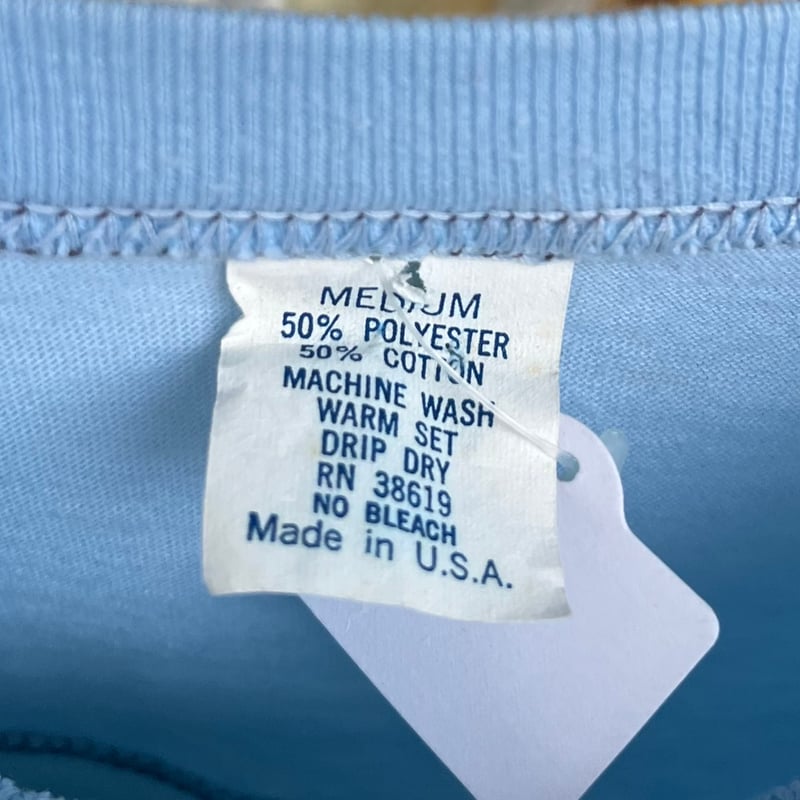 MEDIUM
50% POLYESTER
50% COTTON
MACHINE WASH
WARM SET
DRIP DRY
RN 38619
NO BLEACH
Made in U.S.A.